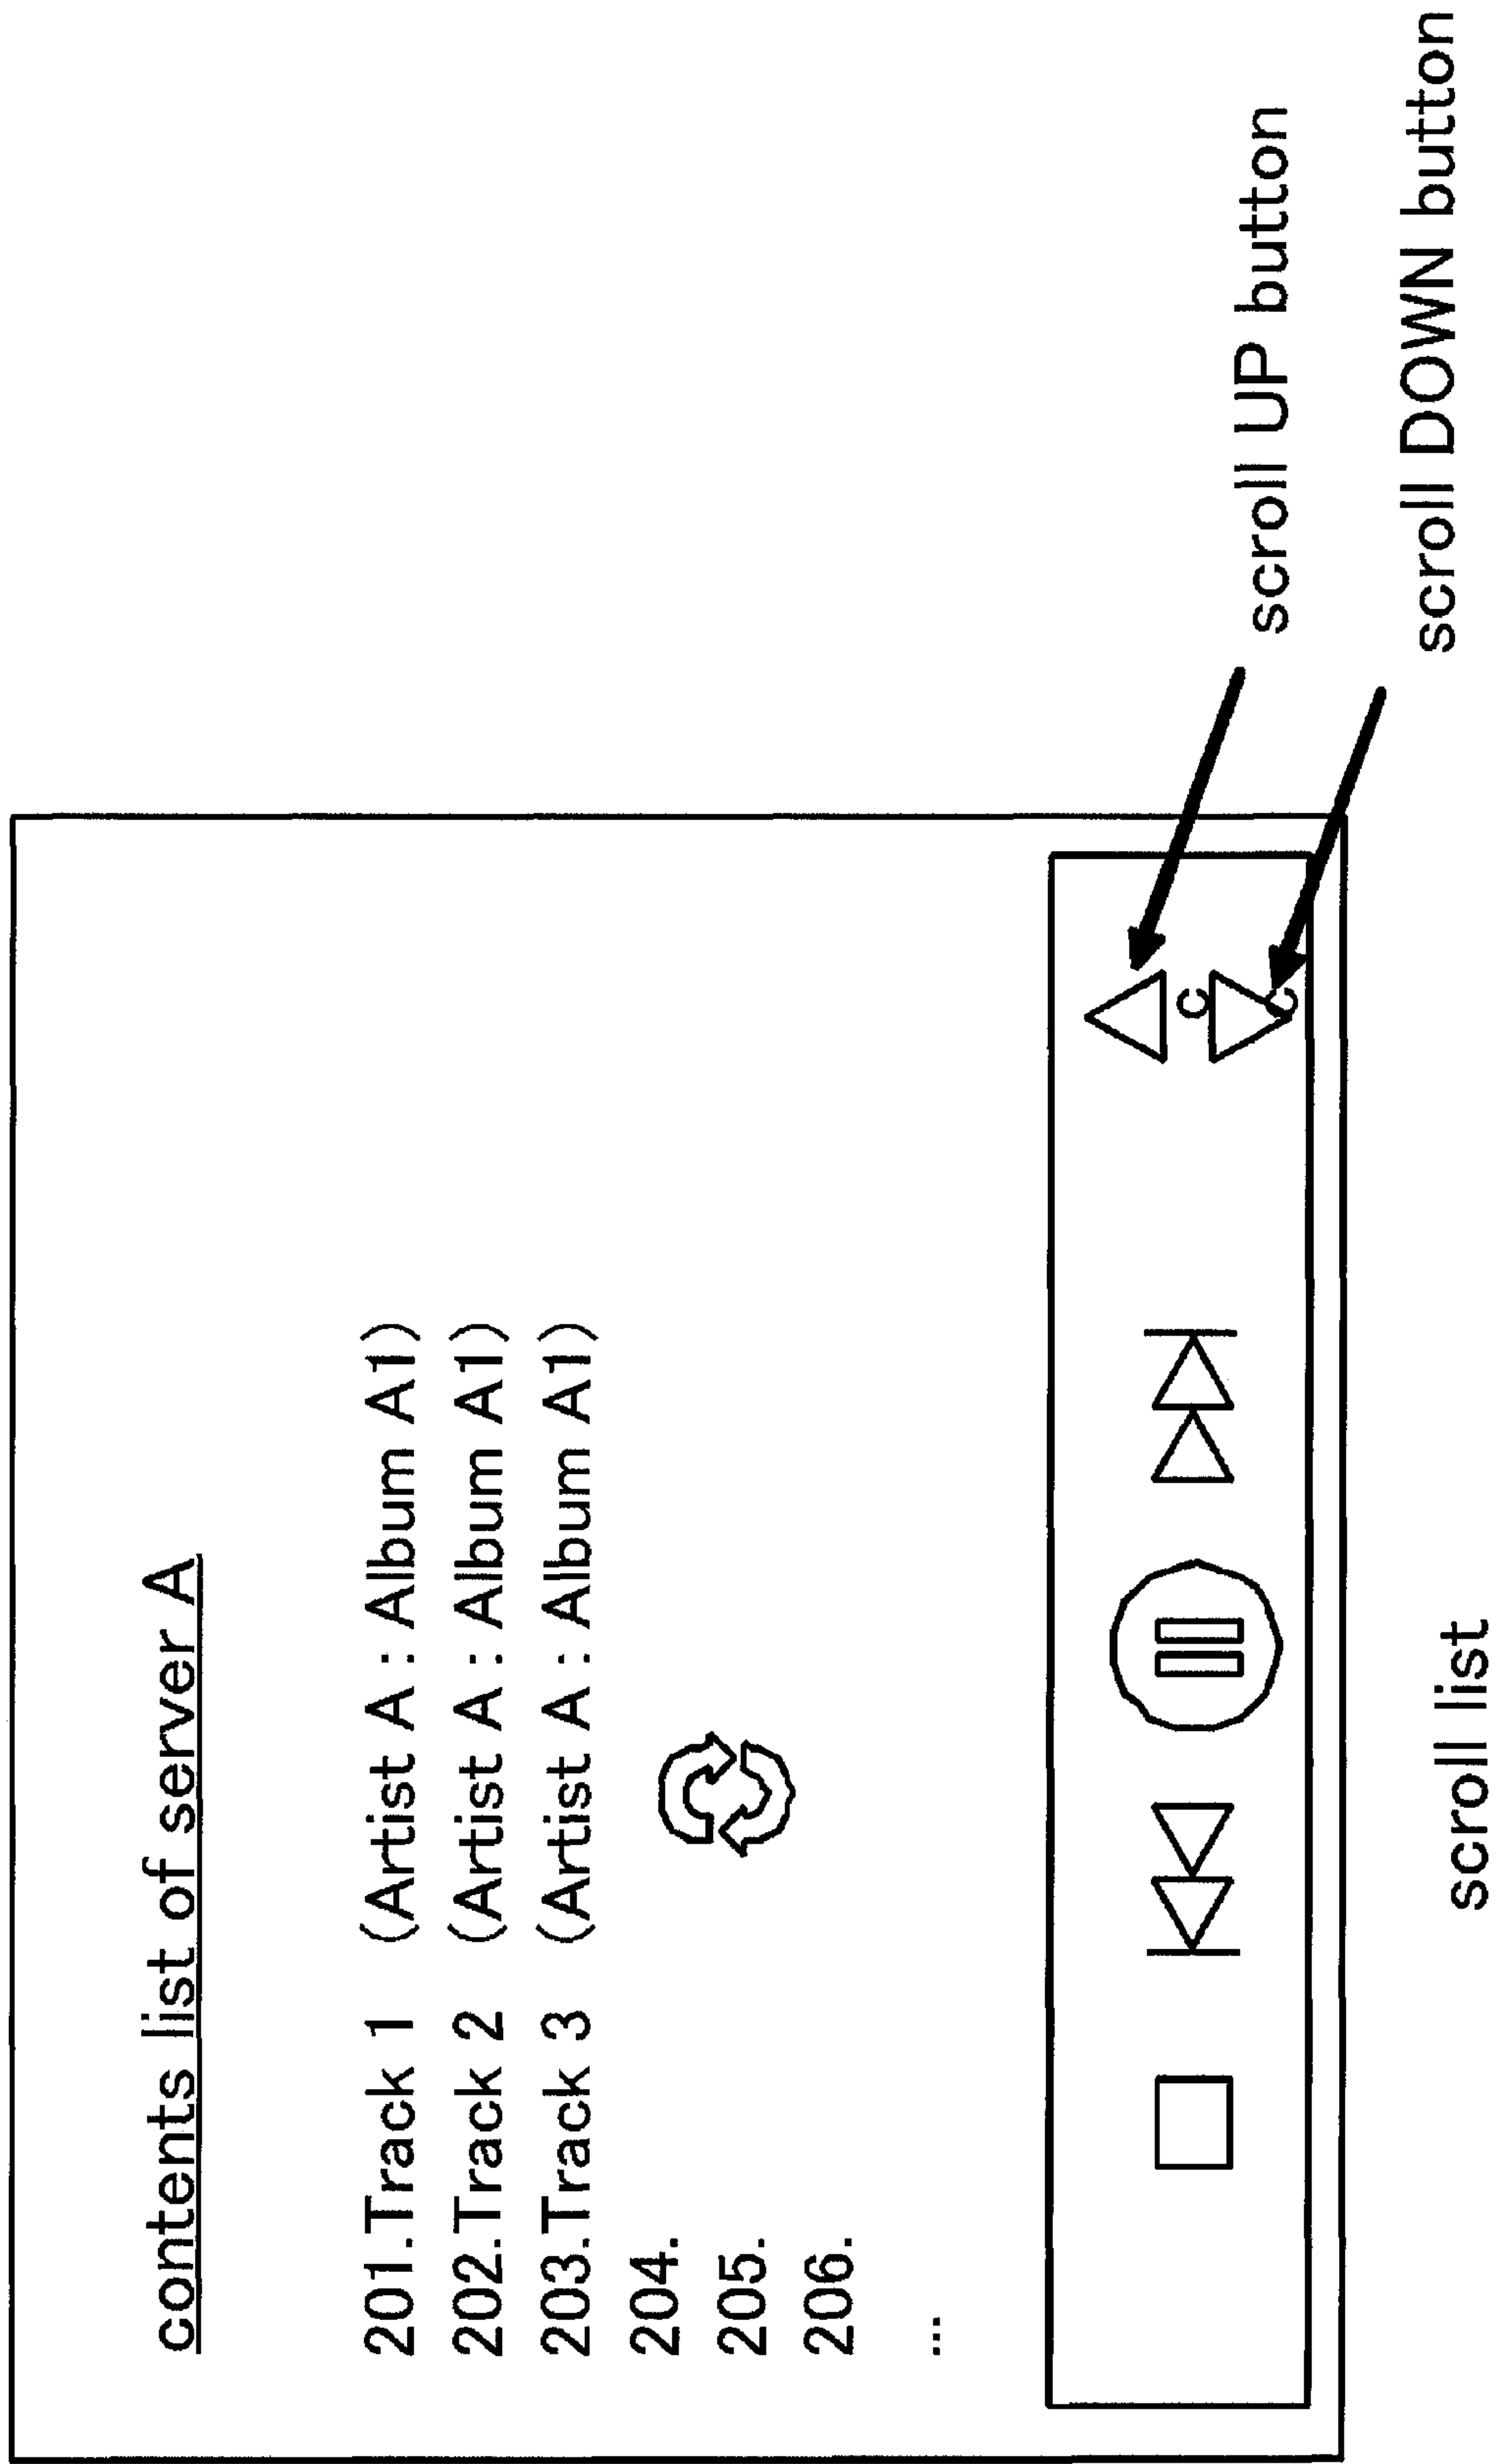 contents list of server A
201.Track 1 (Artist A : Album A1)
202.Track 2 (Artist A : Album A1)
203.Track 3 (Artist A : Album A1)
204.
205.
206.
...
c
c
scroll UP button
scroll DOWN button
scroll list